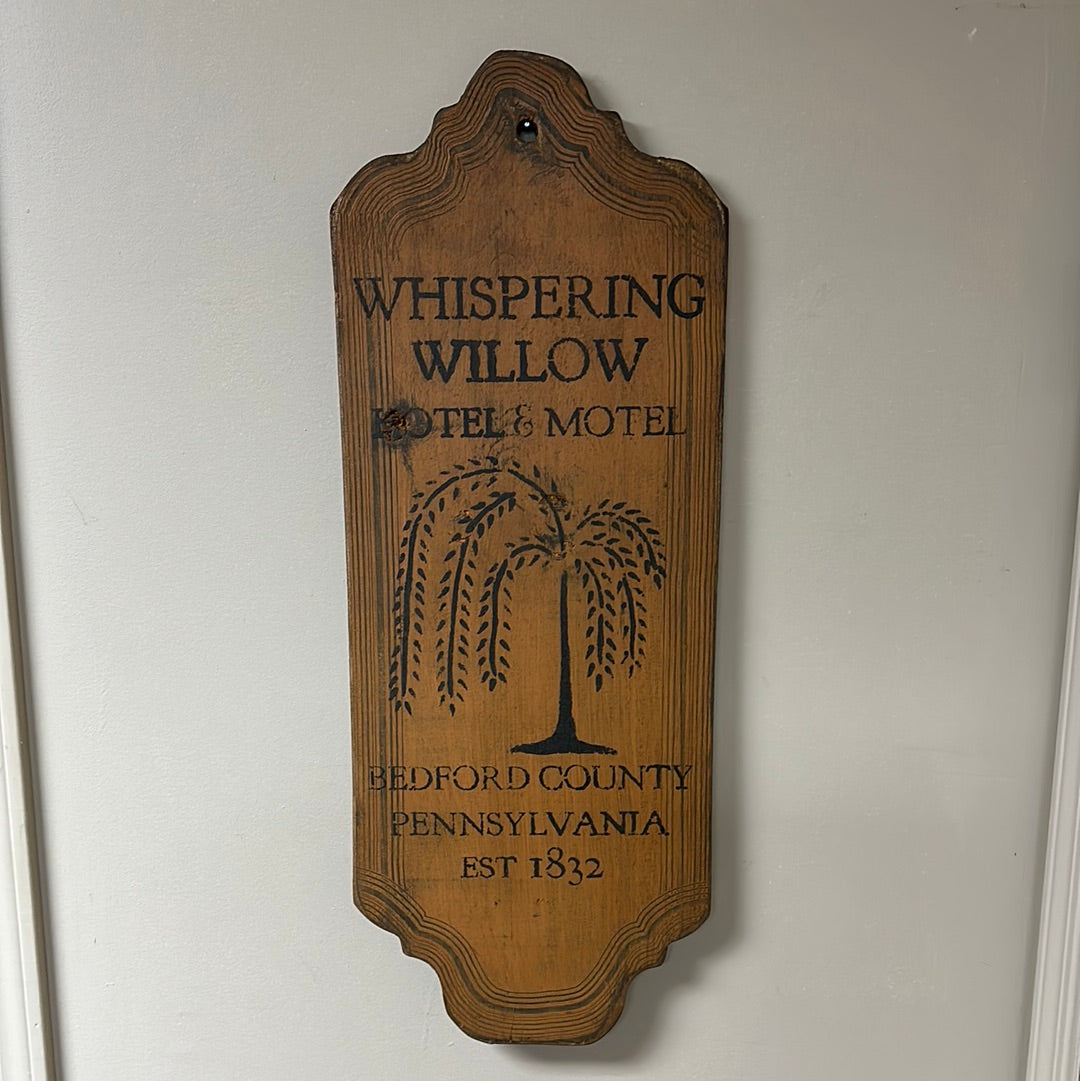 WHISPERING
WILLOW
HOTEL & MOTEL
BEDFORD COUNTY
PENNSYLVANIA
EST 1832